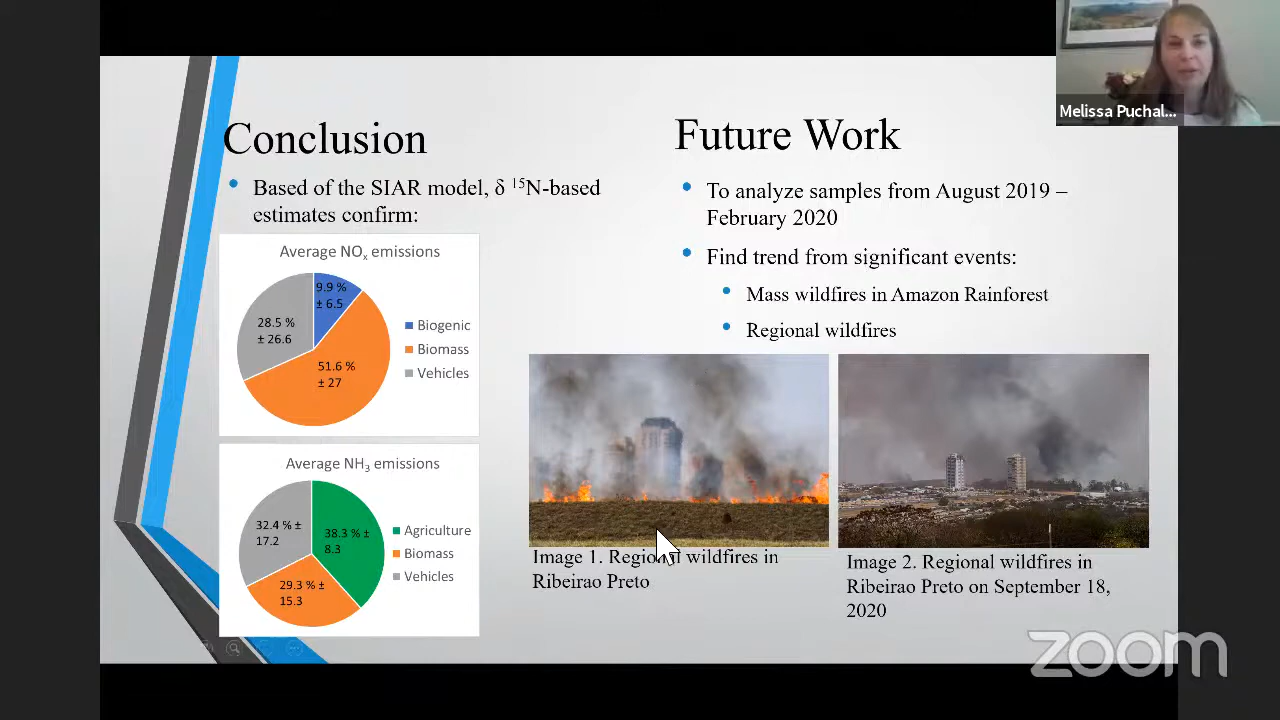 Melissa Puchal...
Conclusion
• Based of the SIAR model, δ ¹⁵N-based
estimates confirm:
Average NOₓ emissions
9.9 %
± 6.5
28.5 %
± 26.6
51.6 %
± 27
Biogenic
Biomass
Vehicles
Average NH₃ emissions
32.4 % ±
17.2
38.3 % ±
8.3
29.3 % ±
15.3
Agriculture
Biomass
Vehicles
Future Work
• To analyze samples from August 2019 –
February 2020
• Find trend from significant events:
• Mass wildfires in Amazon Rainforest
• Regional wildfires
Image 1. Regional wildfires in
Ribeirao Preto
Image 2. Regional wildfires in
Ribeirao Preto on September 18,
2020
zoom